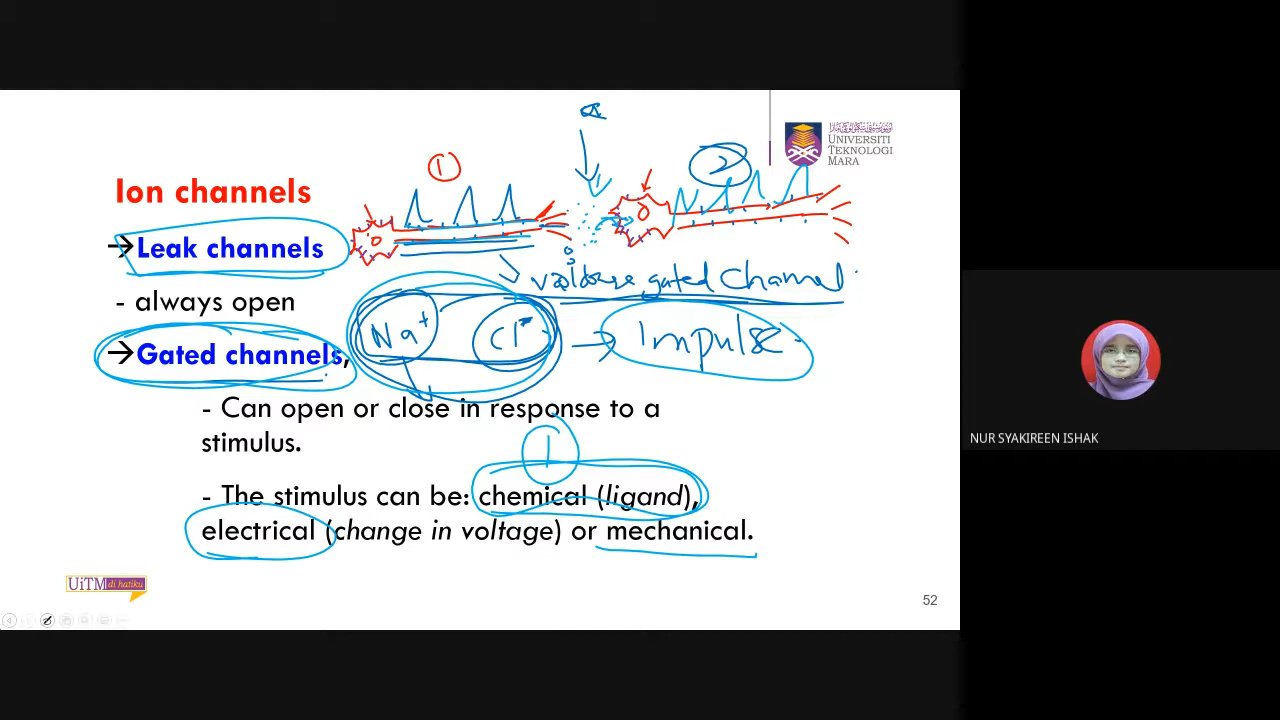 UNIVERSITI
TEKNOLOGI
MARA
1
2
Ion channels
→Leak channels
voltage gated channel
- always open
Na+ Cl- → Impulse
→Gated channels,
- Can open or close in response to a
stimulus.
1
- The stimulus can be: chemical (ligand),
electrical (change in voltage) or mechanical.
UiTM di hatiku
52
NUR SYAKIREEN ISHAK